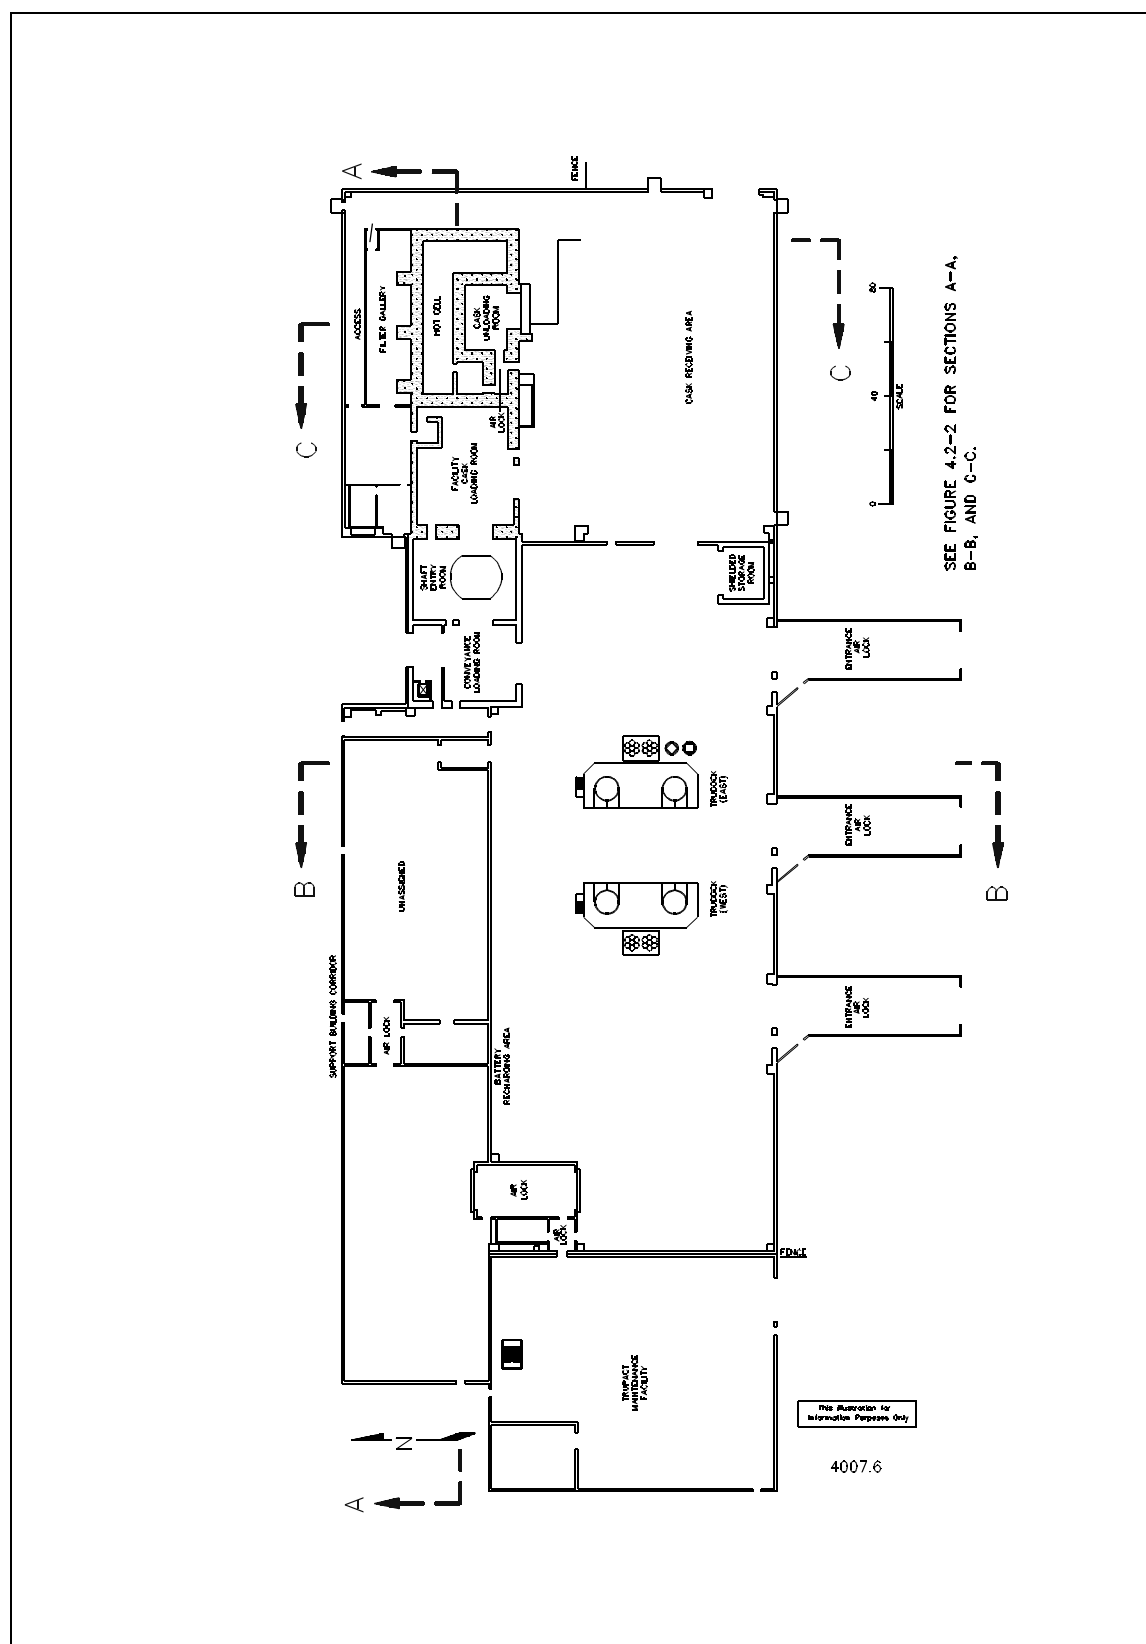 A
FENCE
C
ACCESS
FILTER GALLERY
HOT CELL
CASK
UNLOADING
ROOM
AIR
LOCK
FACILITY
CASK
LOADING ROOM
CASK RECEIVING AREA
C
0
40
80
SCALE
SEE FIGURE 4.2-2 FOR SECTIONS A-A,
B-B, AND C-C.
SHAFT
ENTRY
ROOM
SHIELDED
STORAGE
ROOM
CONVEYANCE
LOADING ROOM
ENTRANCE
AIR
LOCK
B
UNASSIGNED
TRUDOCK
(EAST)
ENTRANCE
AIR
LOCK
B
TRUDOCK
(WEST)
SUPPORT BUILDING CORRIDOR
AIR LOCK
BATTERY
RECHARGING AREA
ENTRANCE
AIR
LOCK
AIR
LOCK
AIR
LOCK
FENCE
TRUPACT
MAINTENANCE
FACILITY
N
A
This Illustration for
Information Purposes Only
4007.6